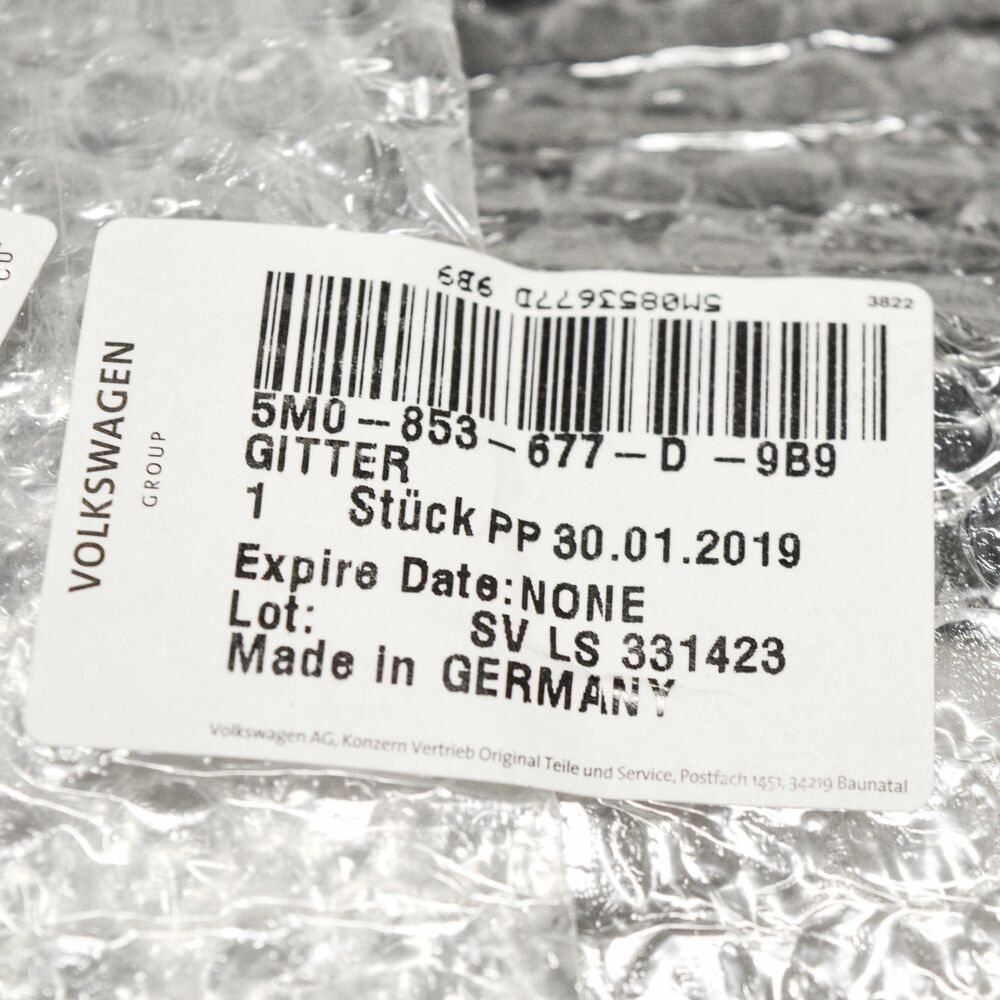 5M0853677D 9B9
3822
VOLKSWAGEN
GROUP
5M0-853-677-D -9B9
GITTER
1 Stück PP 30.01.2019
Expire Date:NONE
Lot: SV LS 331423
Made in GERMANY
Volkswagen AG, Konzern Vertrieb Original Teile und Service, Postfach 1451, 34219 Baunatal